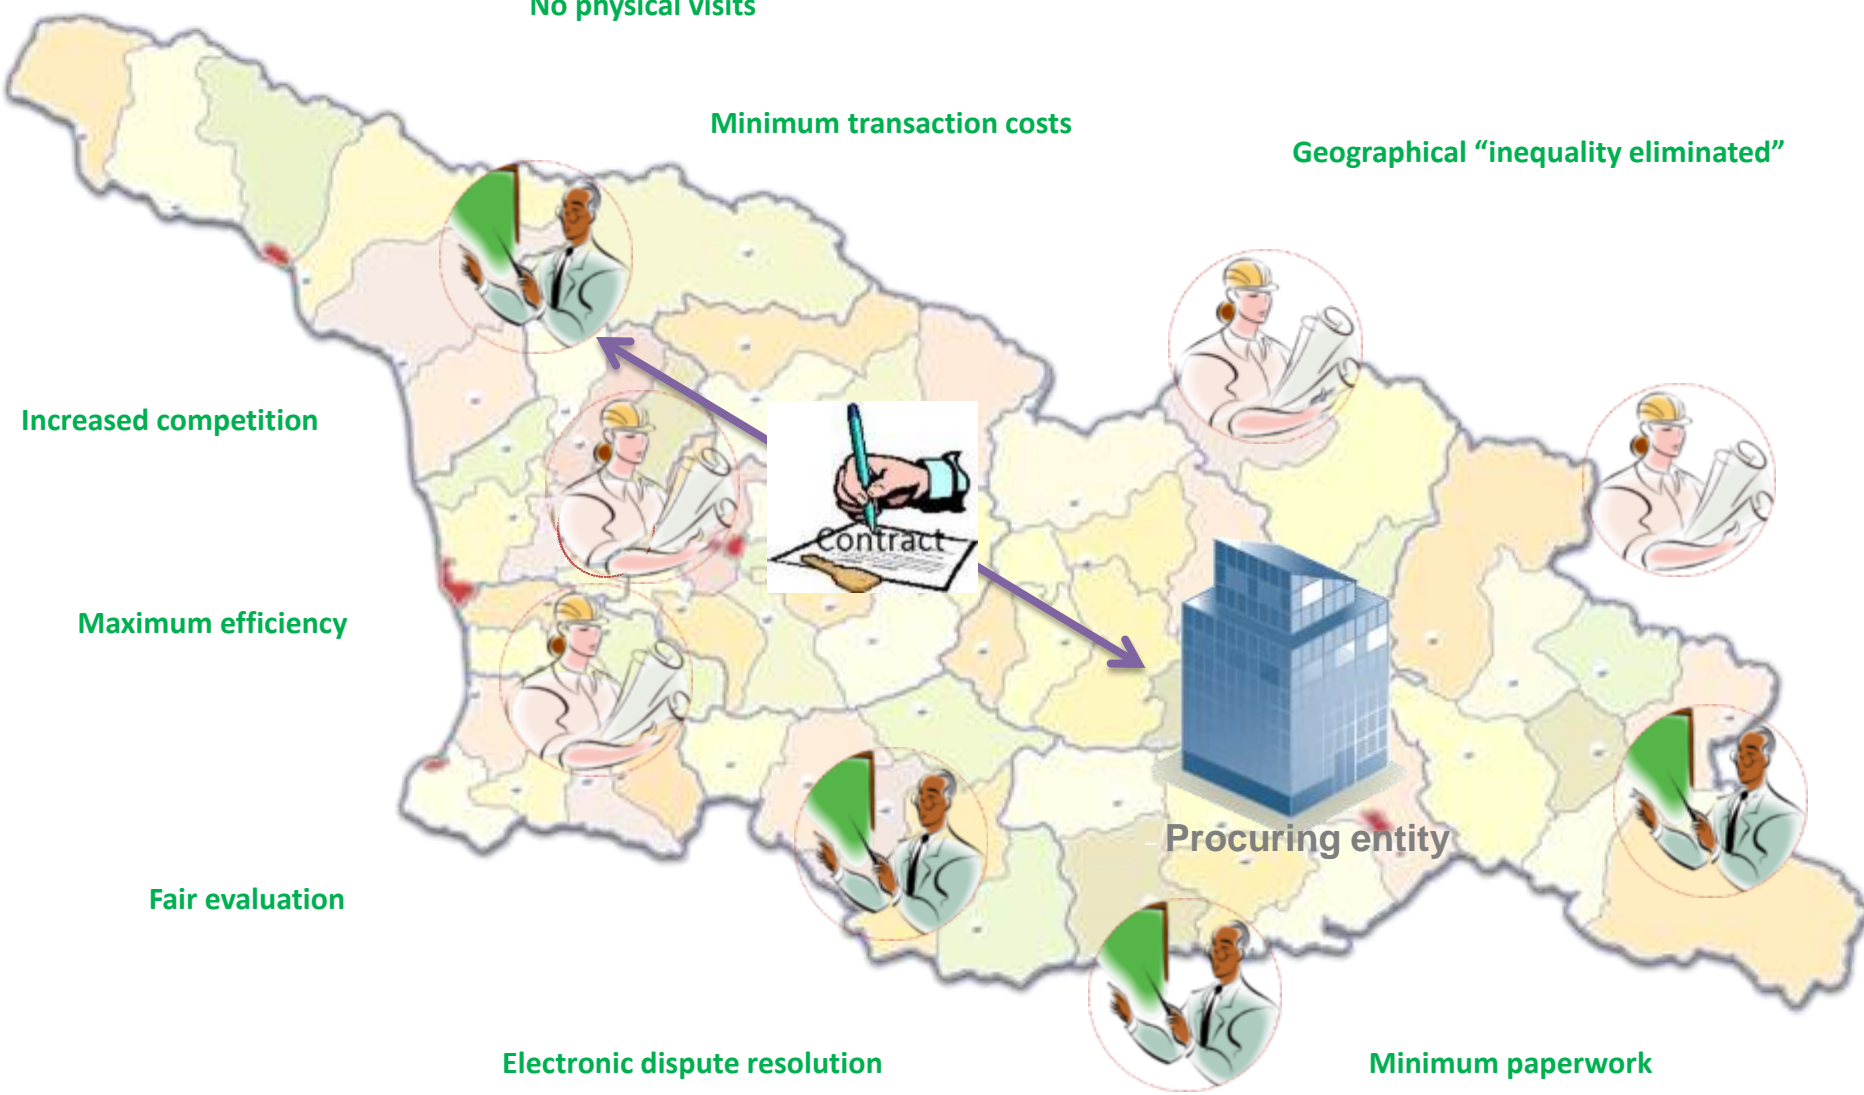 No physical visits
Minimum transaction costs
Geographical “inequality eliminated”
Increased competition
Contract
Maximum efficiency
Procuring entity
Fair evaluation
Electronic dispute resolution
Minimum paperwork